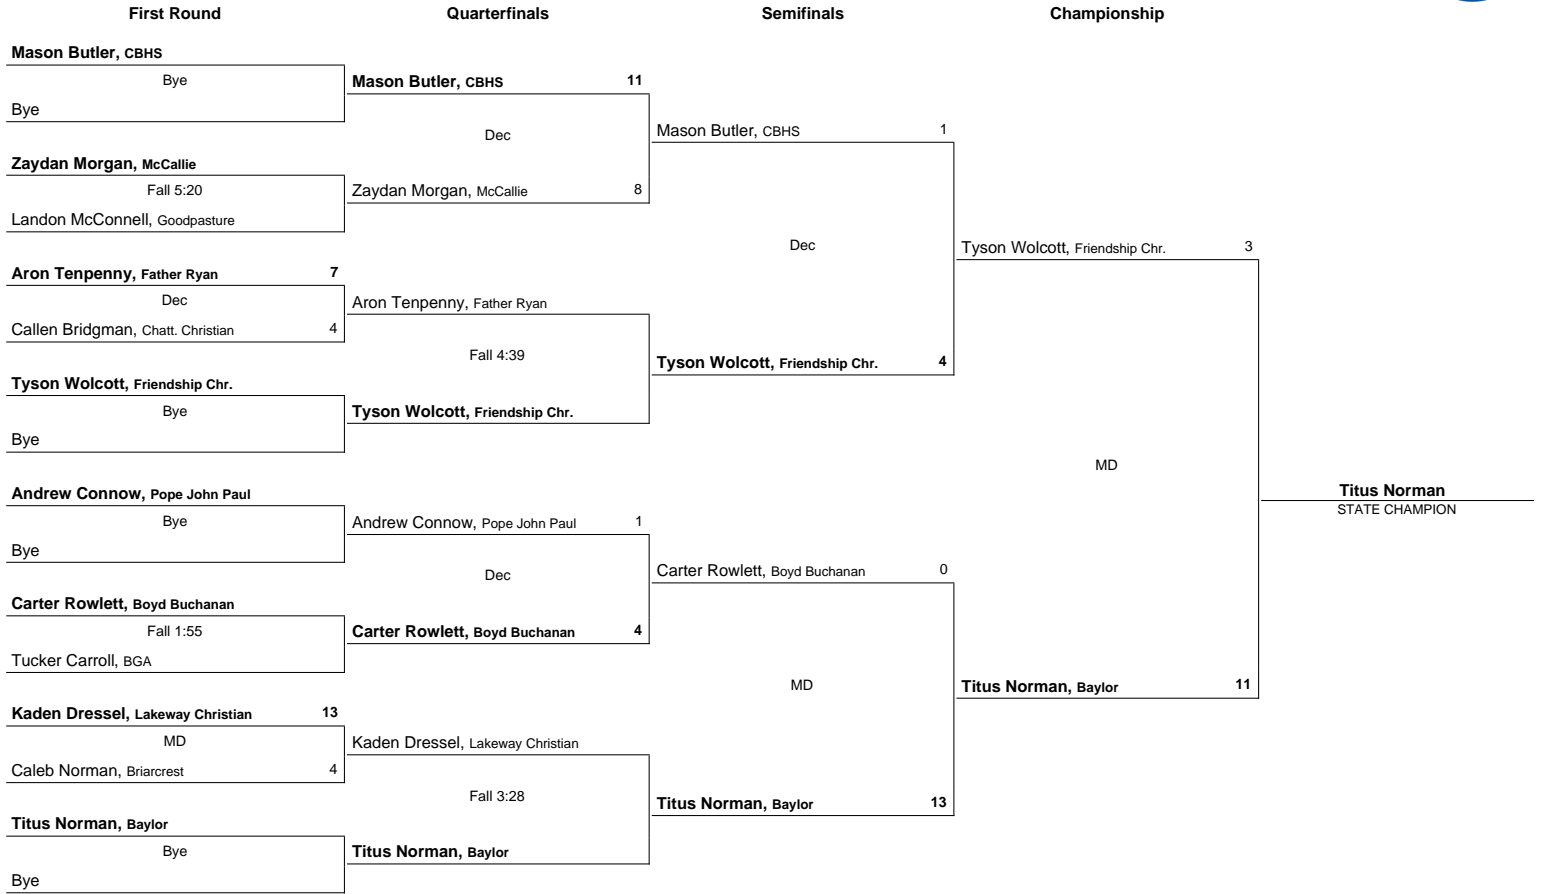 First Round Quarterfinals Semifinals Championship
Mason Butler, CBHS
Bye
Bye
Zaydan Morgan, McCallie
Fall 5:20
Landon McConnell, Goodpasture
Aron Tenpenny, Father Ryan 7
Dec
Callen Bridgman, Chatt. Christian 4
Tyson Wolcott, Friendship Chr.
Bye
Bye
Andrew Connow, Pope John Paul
Bye
Bye
Carter Rowlett, Boyd Buchanan
Fall 1:55
Tucker Carroll, BGA
Kaden Dressel, Lakeway Christian 13
MD
Caleb Norman, Briarcrest 4
Titus Norman, Baylor
Bye
Bye
Mason Butler, CBHS 11
Dec
Zaydan Morgan, McCallie 8
Aron Tenpenny, Father Ryan
Fall 4:39
Tyson Wolcott, Friendship Chr.
Andrew Connow, Pope John Paul 1
Dec
Carter Rowlett, Boyd Buchanan 4
Kaden Dressel, Lakeway Christian
Fall 3:28
Titus Norman, Baylor
Mason Butler, CBHS 1
Dec
Tyson Wolcott, Friendship Chr. 4
Carter Rowlett, Boyd Buchanan 0
MD
Titus Norman, Baylor 13
Tyson Wolcott, Friendship Chr. 3
MD
Titus Norman, Baylor 11
Titus Norman
STATE CHAMPION